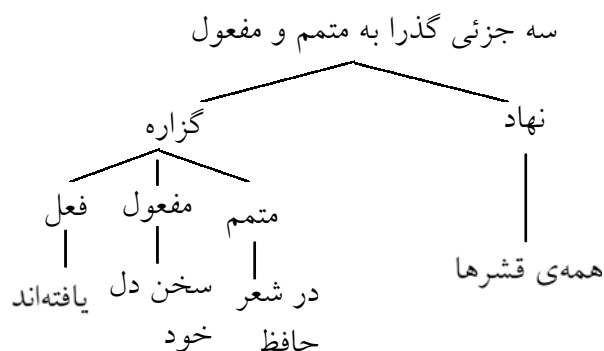 سه جزئی گذرا به متمم و مفعول
نهاد
گزاره
متمم
مفعول
فعل
همه‌ی قشرها
در شعر
حافظ
سخن دل
خود
یافته‌اند